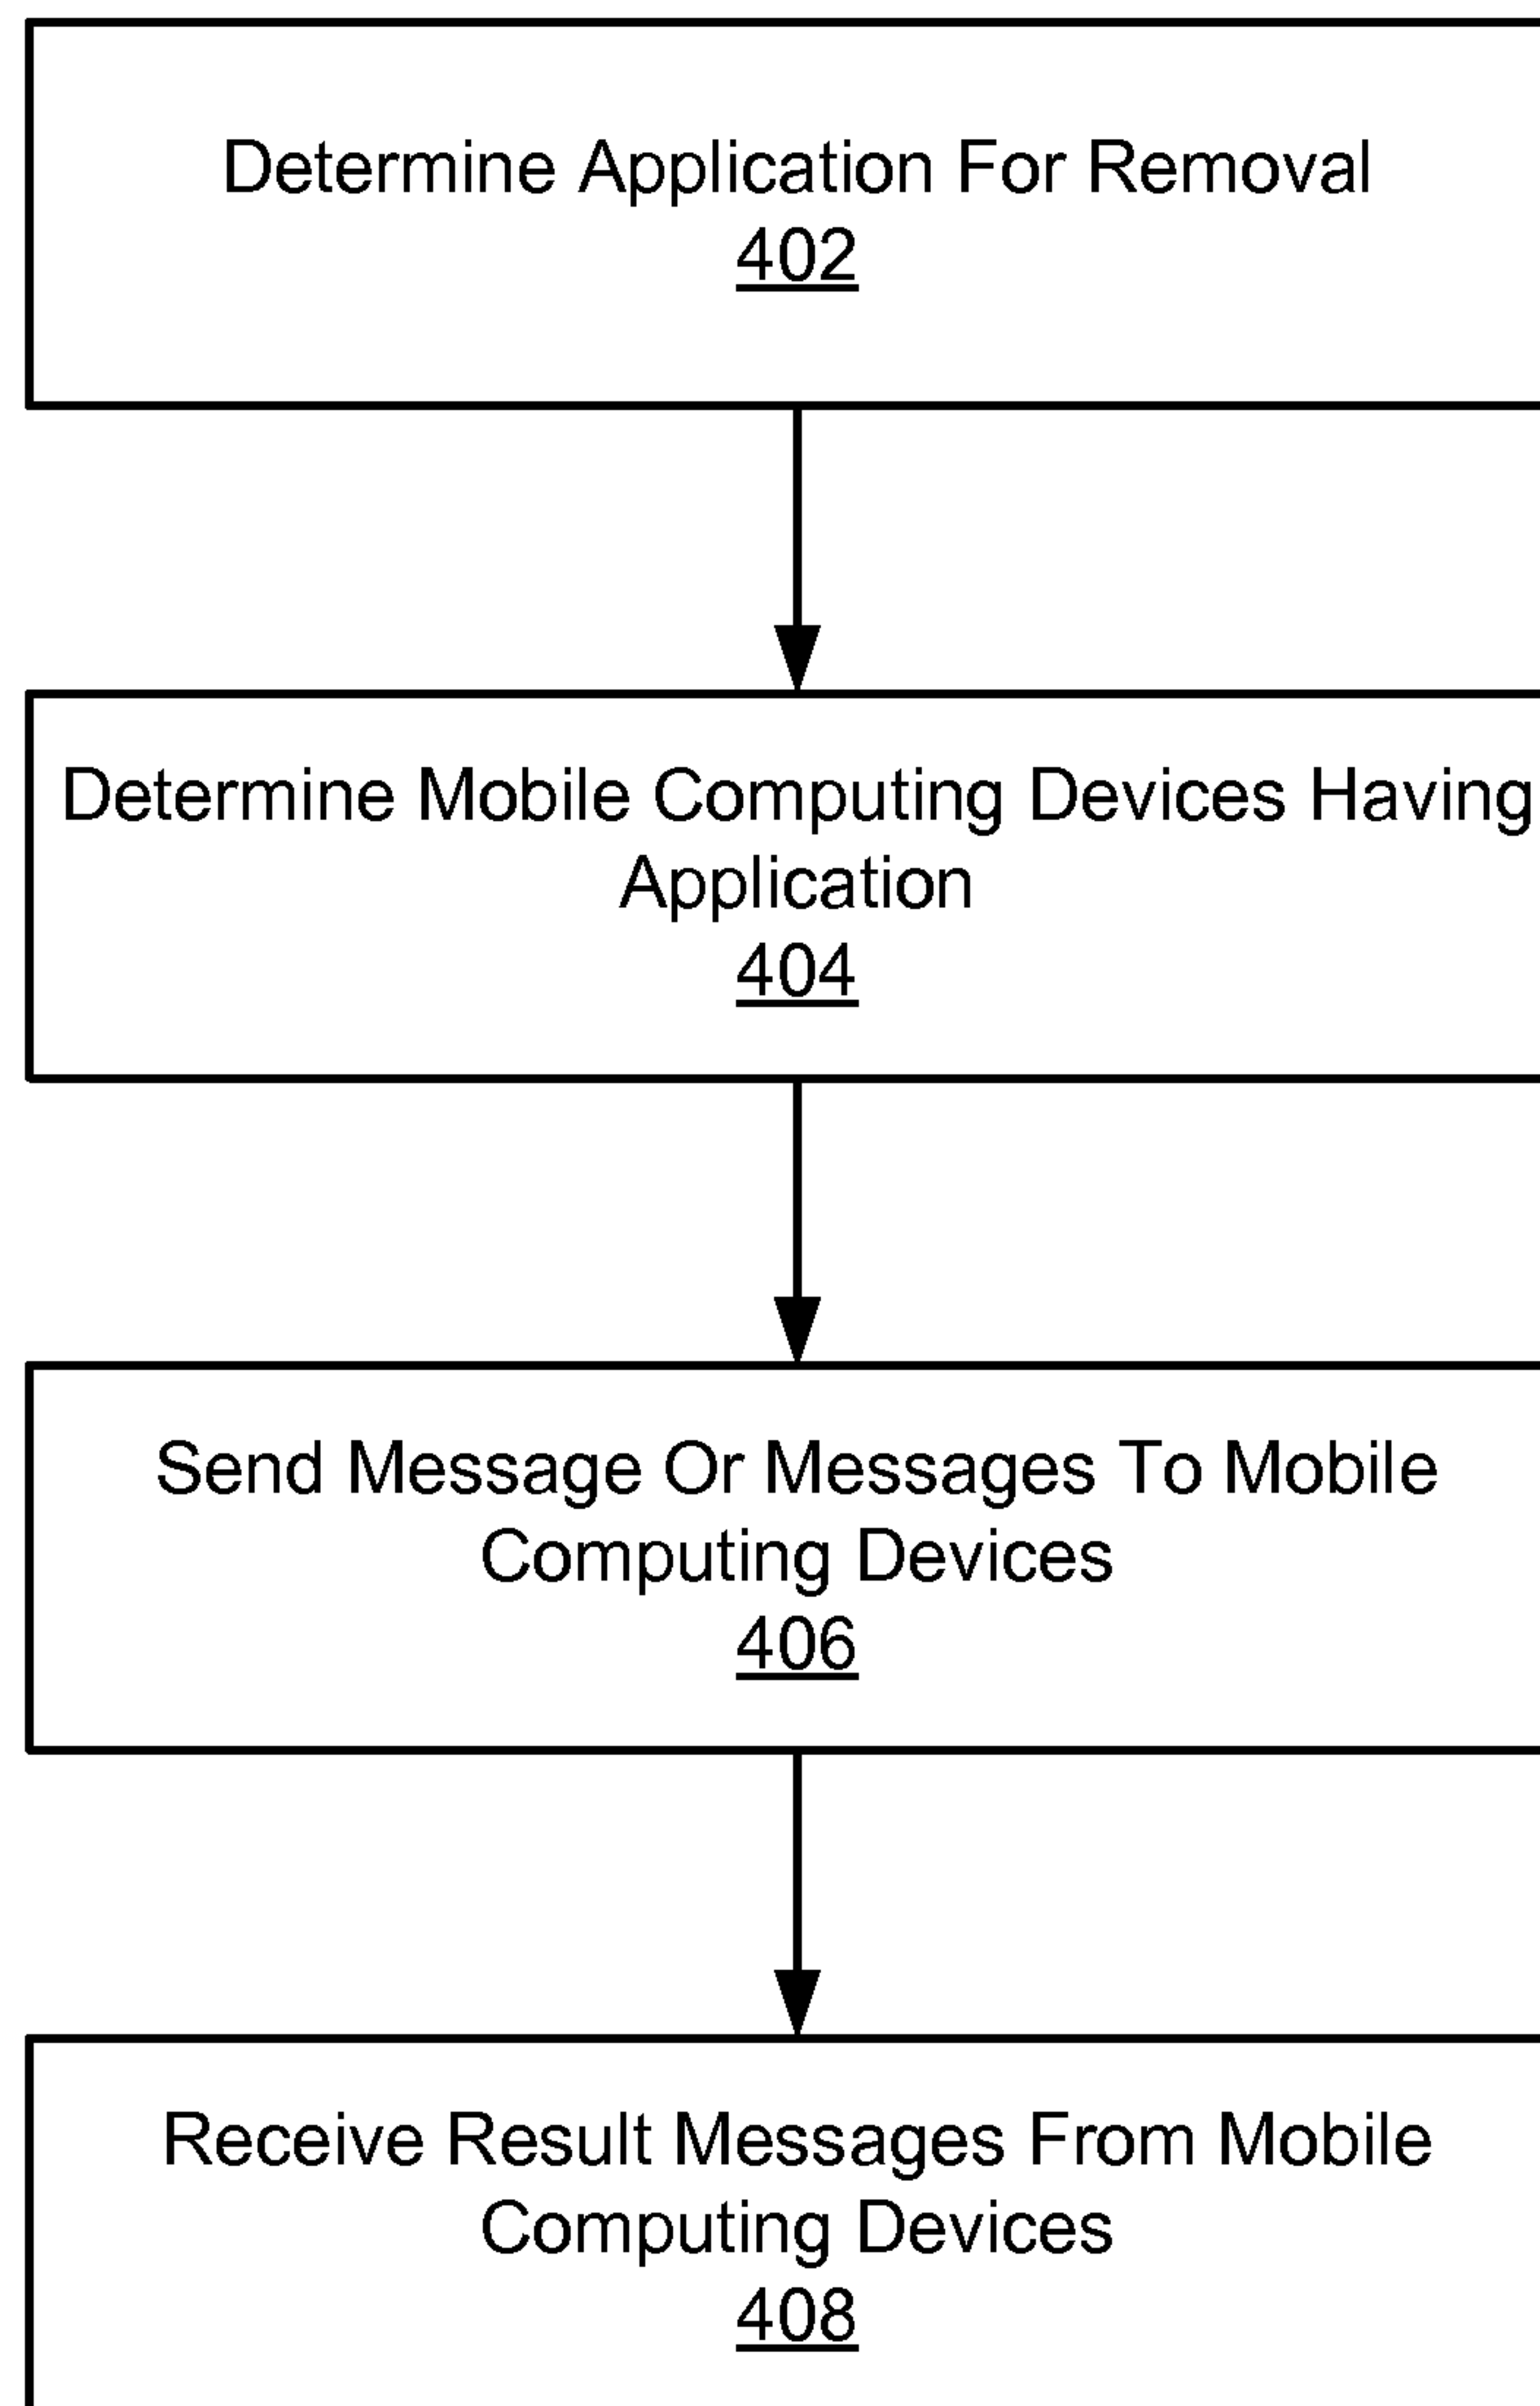 Determine Application For Removal
402
Determine Mobile Computing Devices Having
Application
404
Send Message Or Messages To Mobile
Computing Devices
406
Receive Result Messages From Mobile
Computing Devices
408